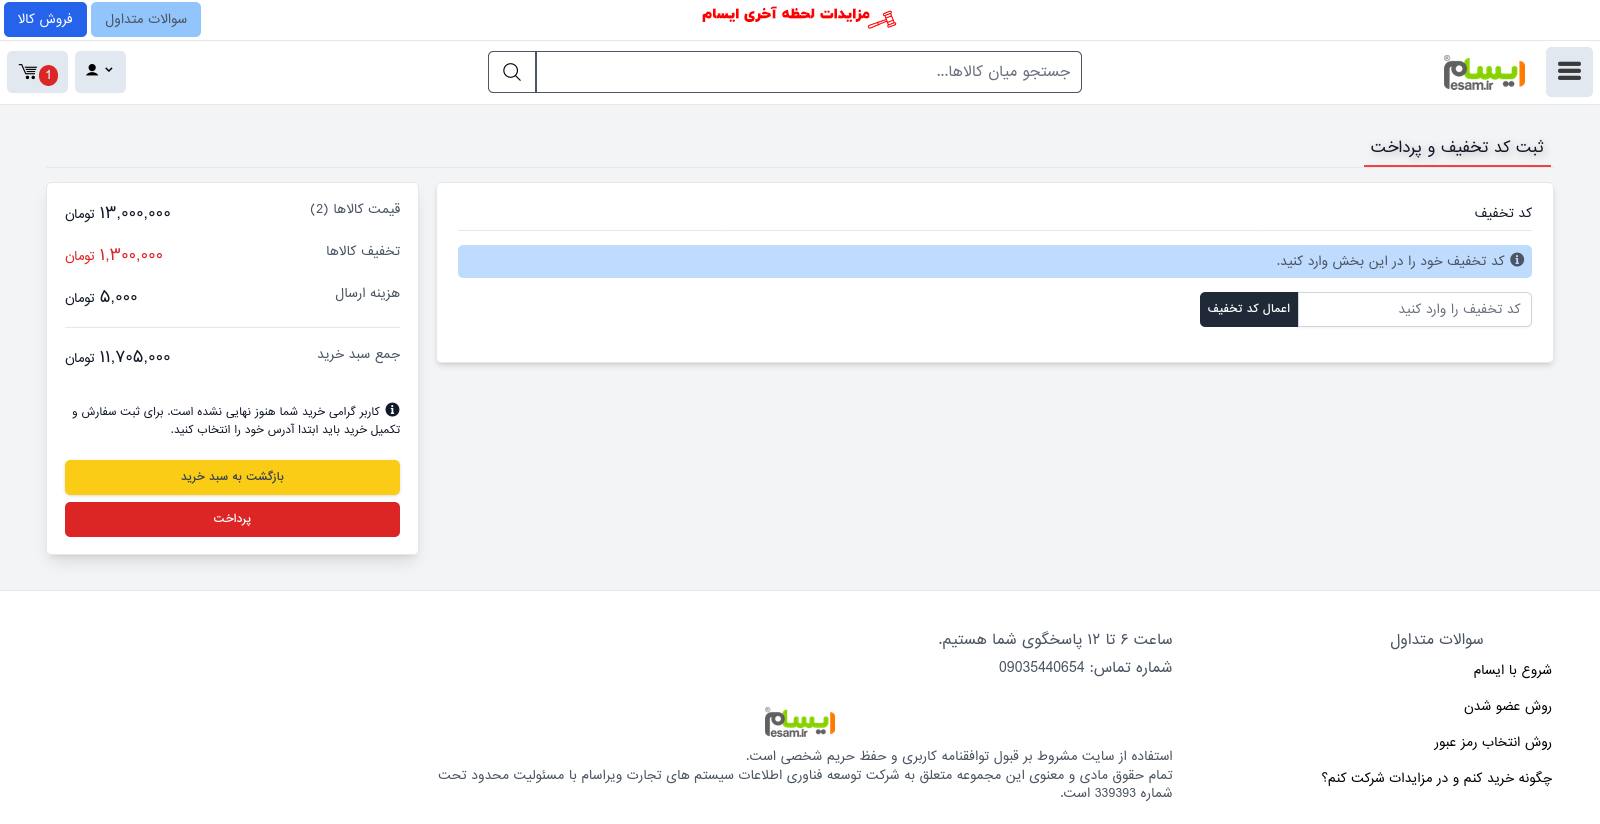 مزایدات لحظه آخری ایسام
سوالات متداول
فروش کالا
ایسام
esam.ir
جستجو میان کالاها...
1
ثبت کد تخفیف و پرداخت
کد تخفیف
کد تخفیف خود را در این بخش وارد کنید.
کد تخفیف را وارد کنید
اعمال کد تخفیف
قیمت کالاها (2)
۱۳,۰۰۰,۰۰۰ تومان
تخفیف کالاها
۱,۳۰۰,۰۰۰ تومان
هزینه ارسال
۵,۰۰۰ تومان
جمع سبد خرید
۱۱,۷۰۵,۰۰۰ تومان
کاربر گرامی خرید شما هنوز نهایی نشده است. برای ثبت سفارش و
تکمیل خرید باید ابتدا آدرس خود را انتخاب کنید.
بازگشت به سبد خرید
پرداخت
سوالات متداول
شروع با ایسام
روش عضو شدن
روش انتخاب رمز عبور
چگونه خرید کنم و در مزایدات شرکت کنم؟
ساعت ۶ تا ۱۲ پاسخگوی شما هستیم.
شماره تماس: 09035440654
ایسام
esam.ir
استفاده از سایت مشروط بر قبول توافقنامه کاربری و حفظ حریم شخصی است.
تمام حقوق مادی و معنوی این مجموعه متعلق به شرکت توسعه فناوری اطلاعات سیستم های تجارت ویراسام با مسئولیت محدود تحت
شماره 339393 است.